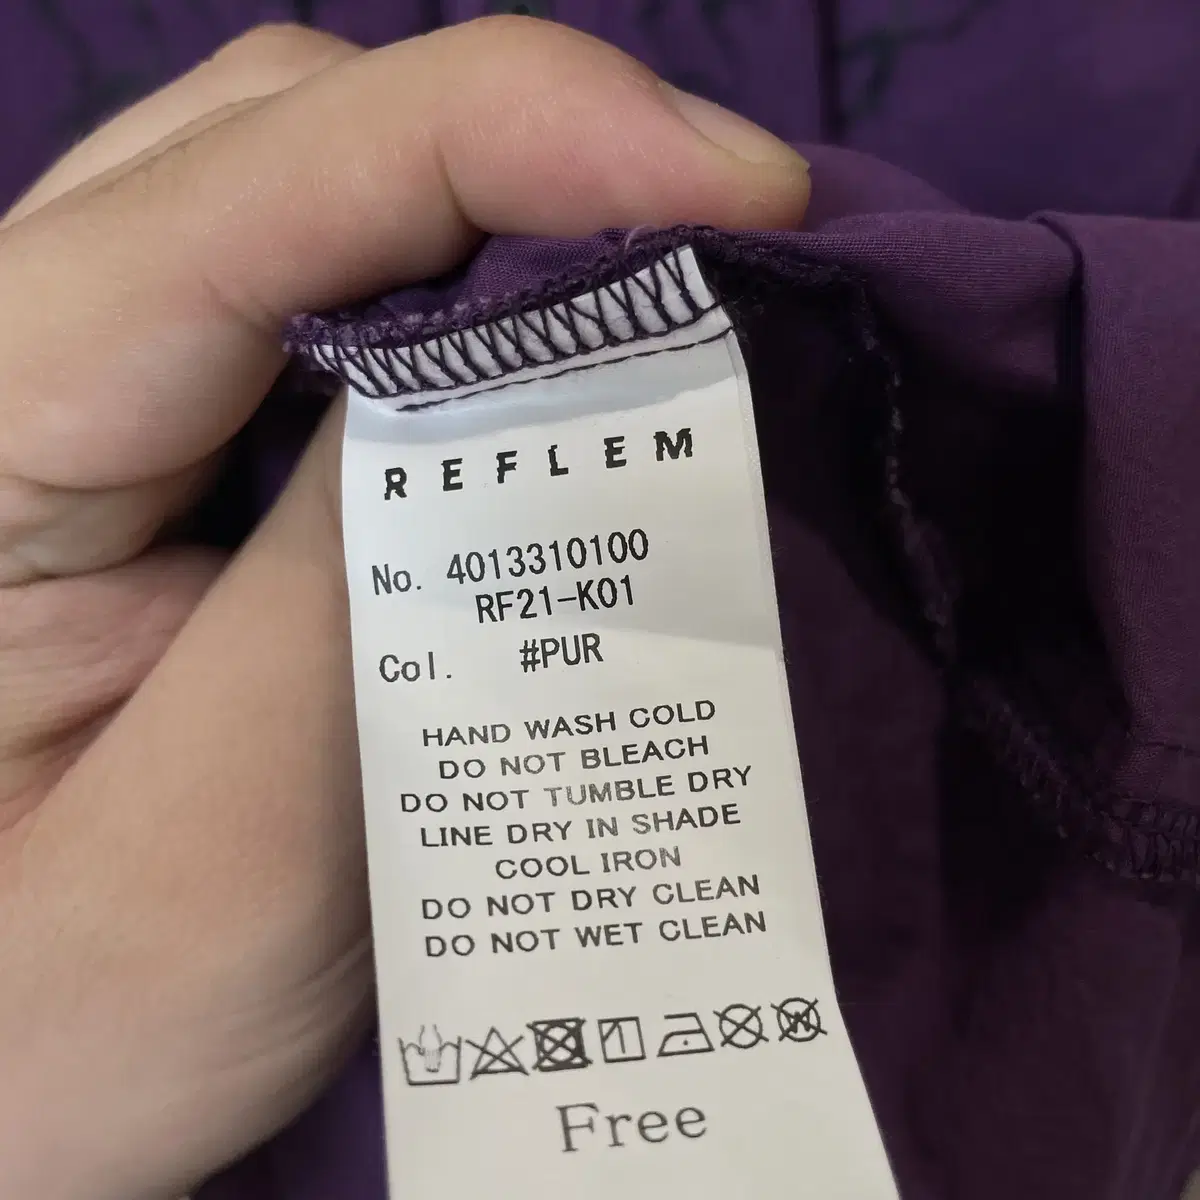 REFLEM
No. 4013310100
RF21-K01
Col. #PUR
HAND WASH COLD
DO NOT BLEACH
DO NOT TUMBLE DRY
LINE DRY IN SHADE
COOL IRON
DO NOT DRY CLEAN
DO NOT WET CLEAN
W
Free